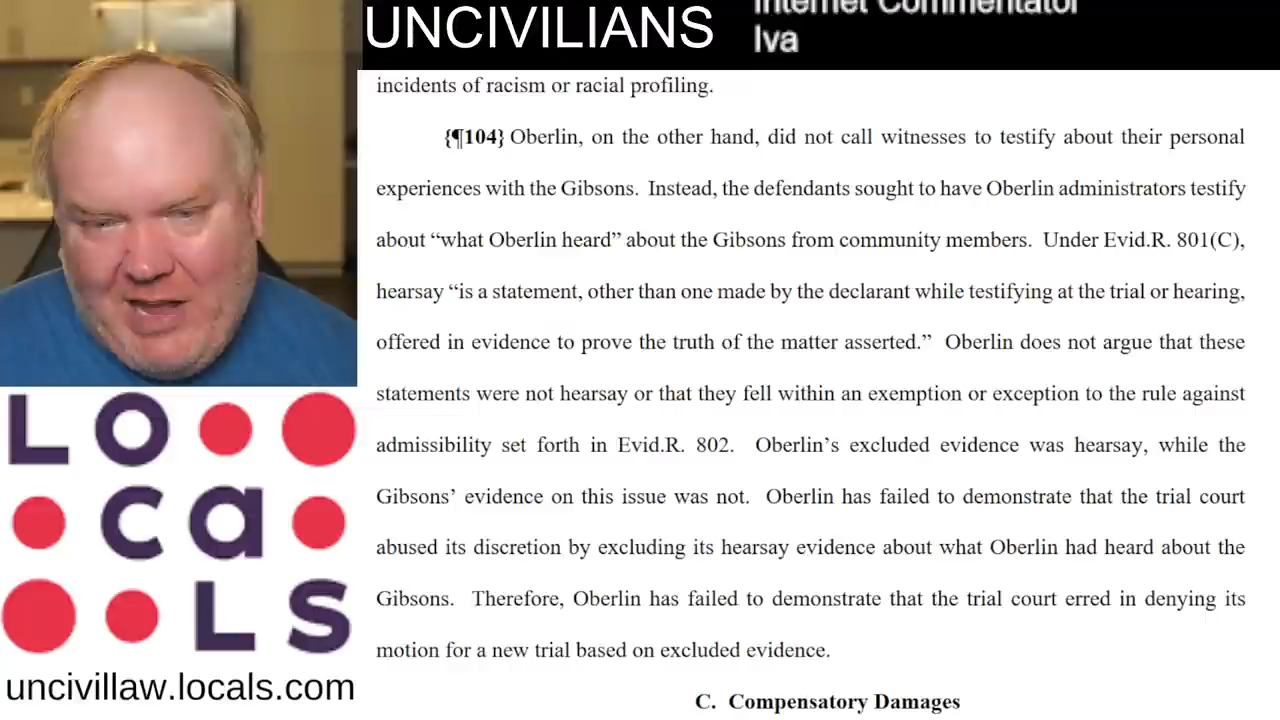 UNCIVILIANS
Internet Commentator
Iva
incidents of racism or racial profiling.
{¶104} Oberlin, on the other hand, did not call witnesses to testify about their personal
experiences with the Gibsons. Instead, the defendants sought to have Oberlin administrators testify
about “what Oberlin heard” about the Gibsons from community members. Under Evid.R. 801(C),
hearsay “is a statement, other than one made by the declarant while testifying at the trial or hearing,
offered in evidence to prove the truth of the matter asserted.” Oberlin does not argue that these
statements were not hearsay or that they fell within an exemption or exception to the rule against
admissibility set forth in Evid.R. 802. Oberlin’s excluded evidence was hearsay, while the
Gibsons’ evidence on this issue was not. Oberlin has failed to demonstrate that the trial court
abused its discretion by excluding its hearsay evidence about what Oberlin had heard about the
Gibsons. Therefore, Oberlin has failed to demonstrate that the trial court erred in denying its
motion for a new trial based on excluded evidence.
C. Compensatory Damages
LO
ca
LS
uncivillaw.locals.com